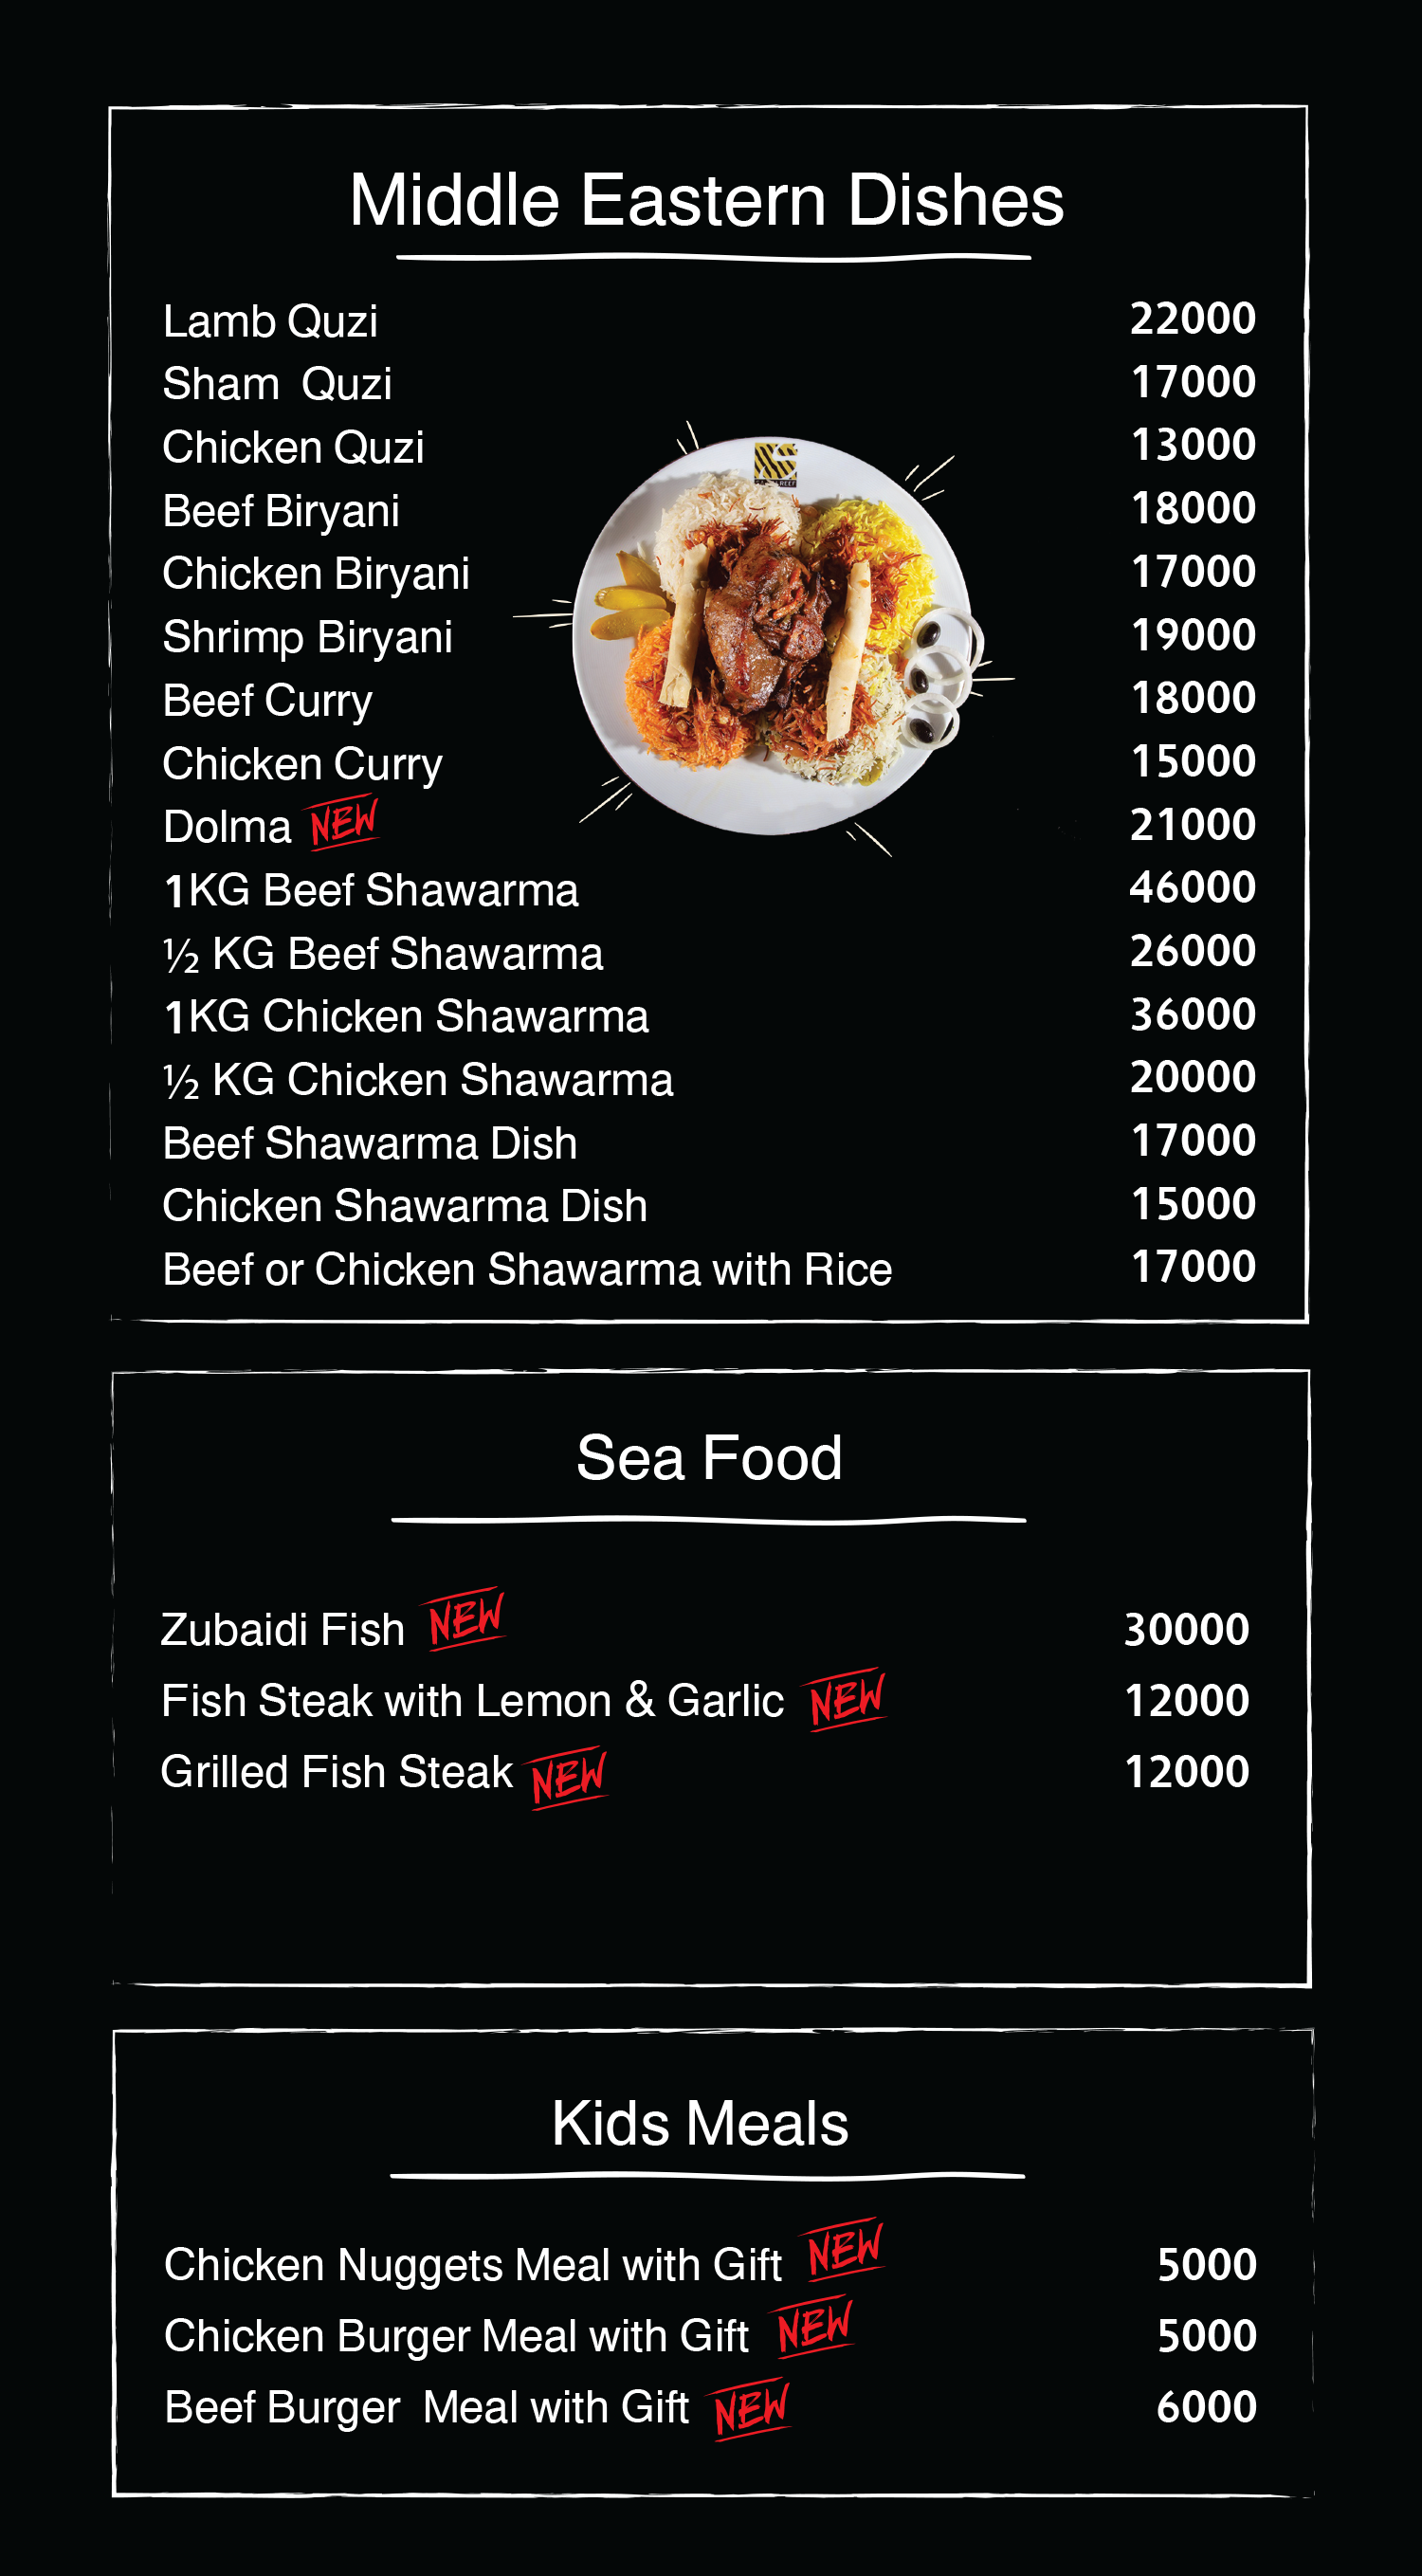 Middle Eastern Dishes
Lamb Quzi 22000
Sham Quzi 17000
Chicken Quzi 13000
Beef Biryani 18000
Chicken Biryani 17000
Shrimp Biryani 19000
Beef Curry 18000
Chicken Curry 15000
Dolma NEW 21000
1KG Beef Shawarma 46000
½ KG Beef Shawarma 26000
1KG Chicken Shawarma 36000
½ KG Chicken Shawarma 20000
Beef Shawarma Dish 17000
Chicken Shawarma Dish 15000
Beef or Chicken Shawarma with Rice 17000
Sea Food
Zubaidi Fish NEW 30000
Fish Steak with Lemon & Garlic NEW 12000
Grilled Fish Steak NEW 12000
Kids Meals
Chicken Nuggets Meal with Gift NEW 5000
Chicken Burger Meal with Gift NEW 5000
Beef Burger Meal with Gift NEW 6000